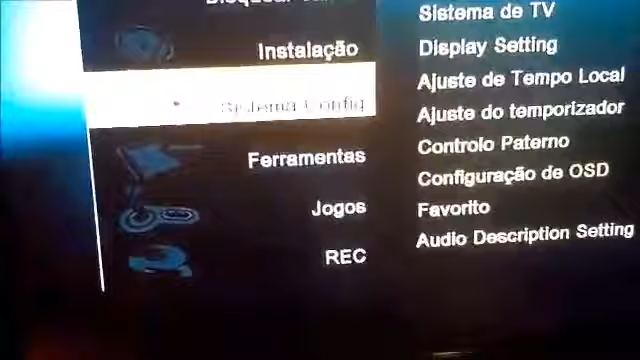 Instalação
Sistema Config
Ferramentas
Jogos
REC
Sistema de TV
Display Setting
Ajuste de Tempo Local
Ajuste do temporizador
Controlo Paterno
Configuração de OSD
Favorito
Audio Description Setting